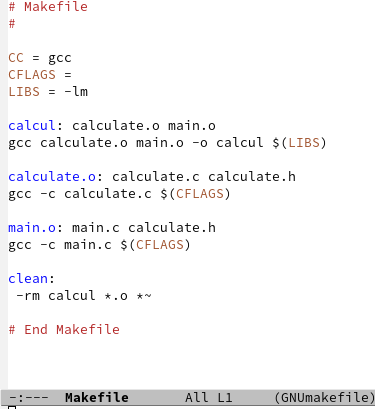 # Makefile
#
CC = gcc
CFLAGS =
LIBS = -lm
calcul: calculate.o main.o
gcc calculate.o main.o -o calcul $(LIBS)
calculate.o: calculate.c calculate.h
gcc -c calculate.c $(CFLAGS)
main.o: main.c calculate.h
gcc -c main.c $(CFLAGS)
clean:
-rm calcul *.o *~
# End Makefile
-:--- Makefile All L1 (GNUmakefile)